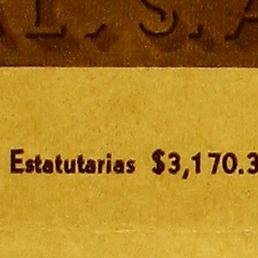 L, S. A
Estatutarias $3,170.3